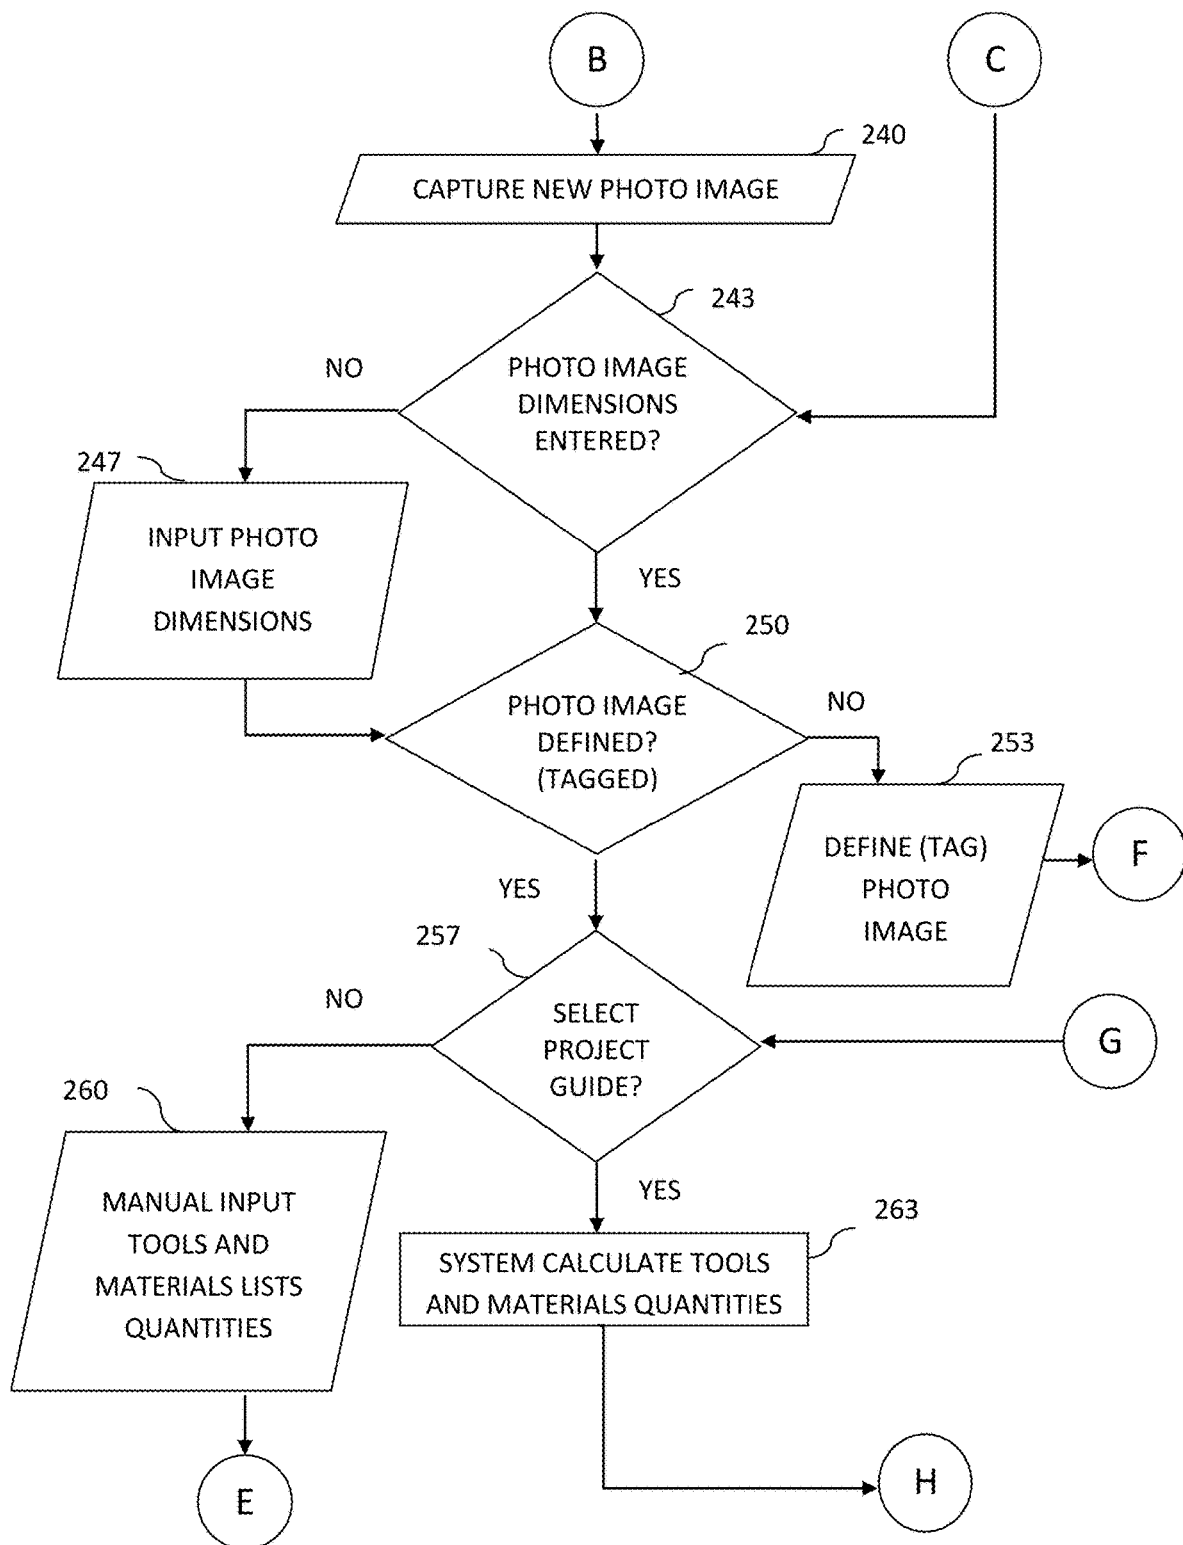 B
C
240
CAPTURE NEW PHOTO IMAGE
243
NO
PHOTO IMAGE
DIMENSIONS
ENTERED?
247
INPUT PHOTO
IMAGE
DIMENSIONS
YES
250
PHOTO IMAGE
DEFINED?
(TAGGED)
NO
253
DEFINE (TAG)
PHOTO
IMAGE
F
YES
257
NO
SELECT
PROJECT
GUIDE?
G
260
MANUAL INPUT
TOOLS AND
MATERIALS LISTS
QUANTITIES
YES
263
SYSTEM CALCULATE TOOLS
AND MATERIALS QUANTITIES
E
H